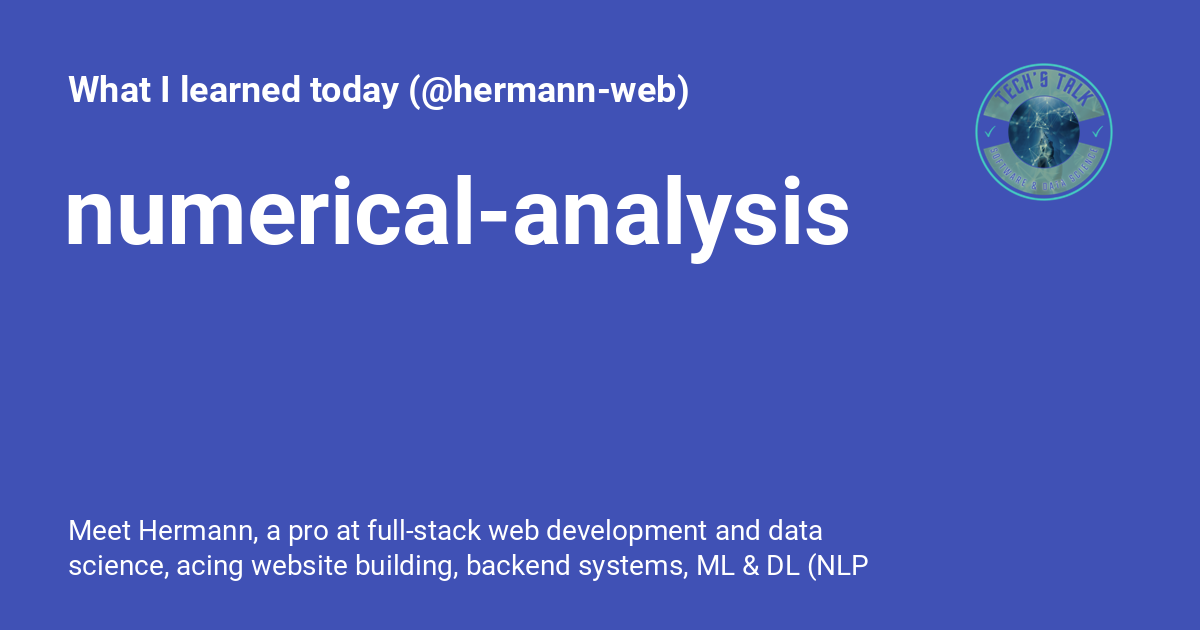 What I learned today (@hermann-web)
TECH'S TALK
SOFTWARE & DATA SCIENCE
numerical-analysis
Meet Hermann, a pro at full-stack web development and data
science, acing website building, backend systems, ML & DL (NLP